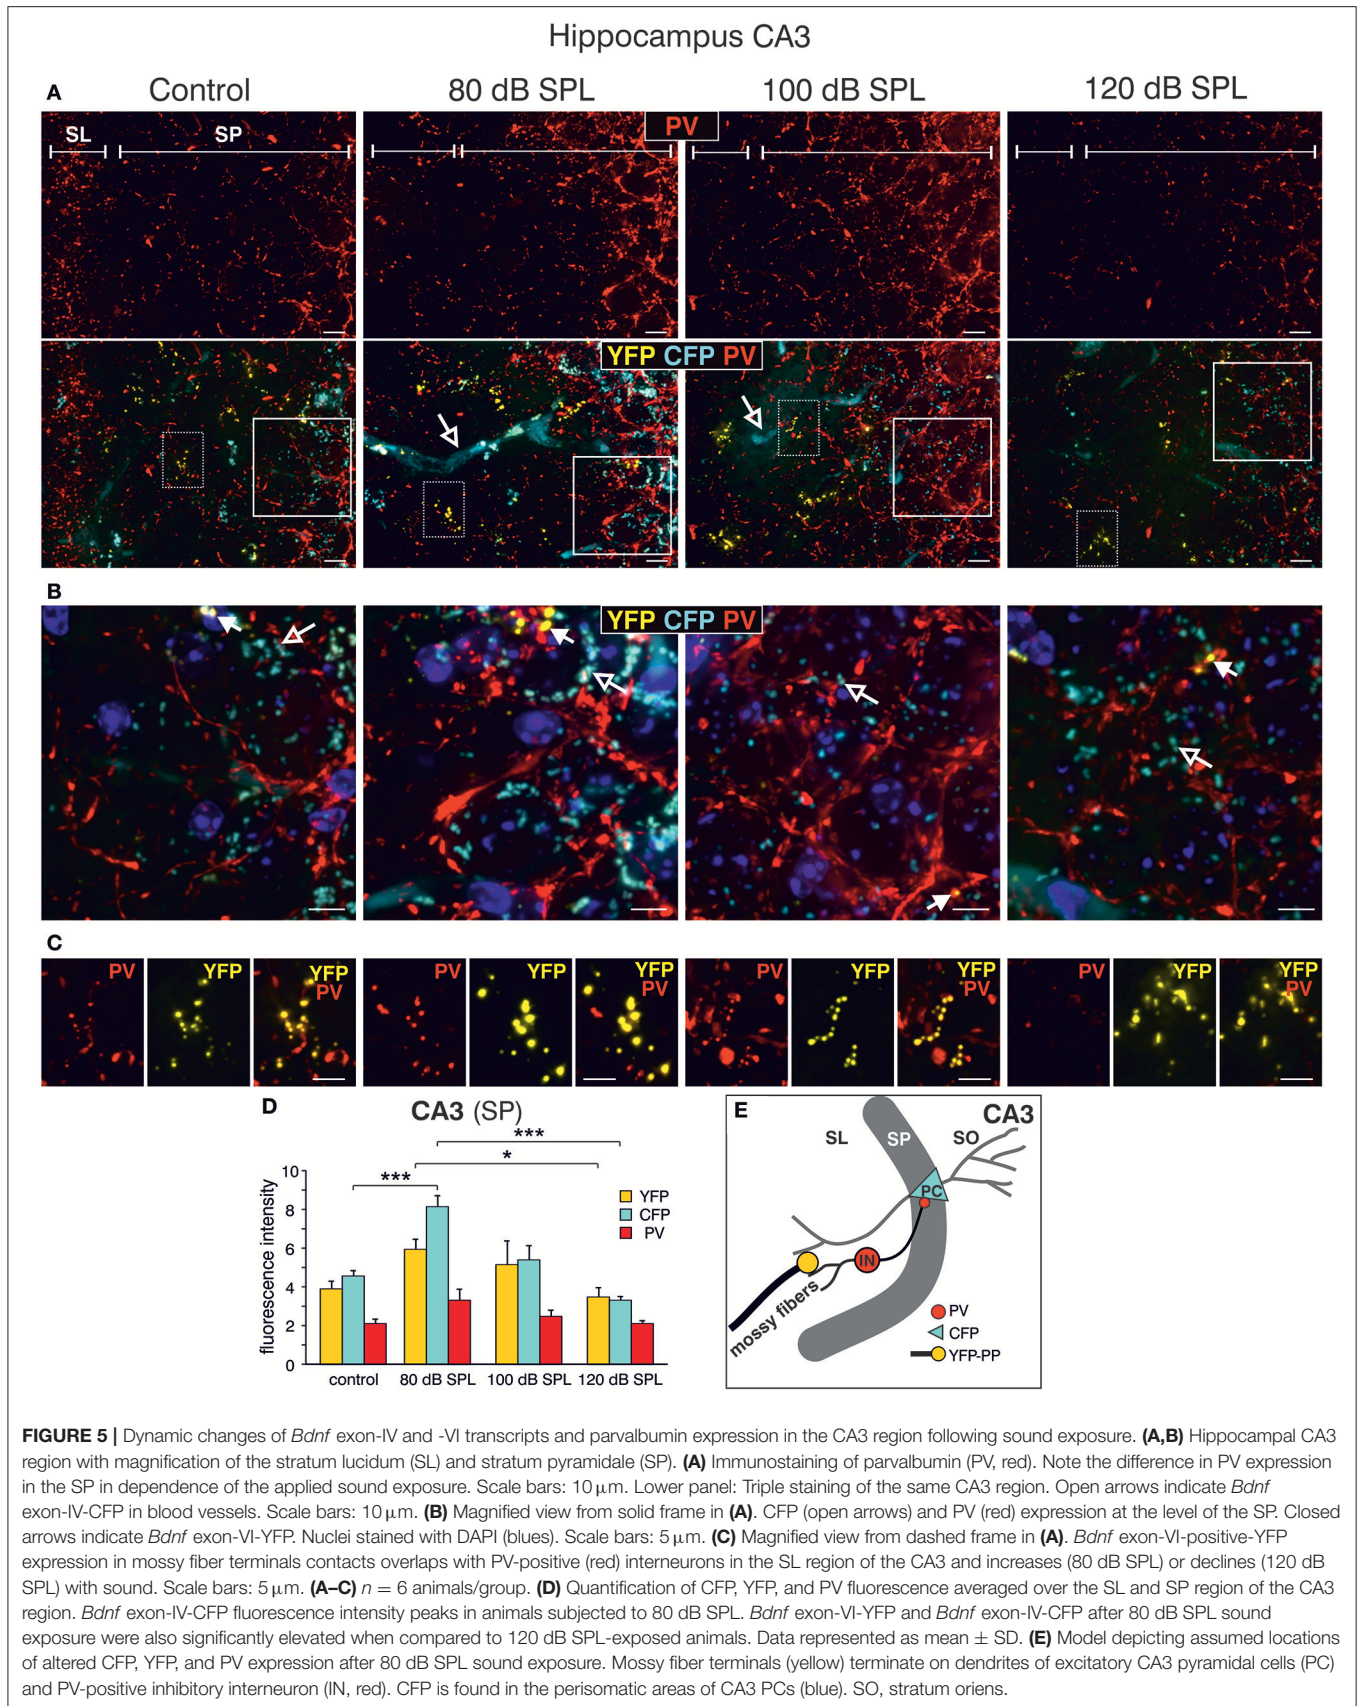 Hippocampus CA3
A
Control
80 dB SPL
100 dB SPL
120 dB SPL
SL
SP
PV
YFP CFP PV
B
YFP CFP PV
C
PV
YFP
YFP
PV
PV
YFP
YFP
PV
PV
YFP
YFP
PV
PV
YFP
YFP
PV
D
CA3 (SP)
***
*
***
fluorescence intensity
10
8
6
4
2
0
YFP
CFP
PV
control
80 dB SPL
100 dB SPL
120 dB SPL
E
CA3
SL
SP
SO
PC
IN
mossy fibers
PV
CFP
YFP-PP
FIGURE 5 | Dynamic changes of Bdnf exon-IV and -VI transcripts and parvalbumin expression in the CA3 region following sound exposure. (A,B) Hippocampal CA3
region with magnification of the stratum lucidum (SL) and stratum pyramidale (SP). (A) Immunostaining of parvalbumin (PV, red). Note the difference in PV expression
in the SP in dependence of the applied sound exposure. Scale bars: 10 μm. Lower panel: Triple staining of the same CA3 region. Open arrows indicate Bdnf
exon-IV-CFP in blood vessels. Scale bars: 10 μm. (B) Magnified view from solid frame in (A). CFP (open arrows) and PV (red) expression at the level of the SP. Closed
arrows indicate Bdnf exon-VI-YFP. Nuclei stained with DAPI (blues). Scale bars: 5 μm. (C) Magnified view from dashed frame in (A). Bdnf exon-VI-positive-YFP
expression in mossy fiber terminals contacts overlaps with PV-positive (red) interneurons in the SL region of the CA3 and increases (80 dB SPL) or declines (120 dB
SPL) with sound. Scale bars: 5 μm. (A–C) n = 6 animals/group. (D) Quantification of CFP, YFP, and PV fluorescence averaged over the SL and SP region of the CA3
region. Bdnf exon-IV-CFP fluorescence intensity peaks in animals subjected to 80 dB SPL. Bdnf exon-VI-YFP and Bdnf exon-IV-CFP after 80 dB SPL sound
exposure were also significantly elevated when compared to 120 dB SPL-exposed animals. Data represented as mean ± SD. (E) Model depicting assumed locations
of altered CFP, YFP, and PV expression after 80 dB SPL sound exposure. Mossy fiber terminals (yellow) terminate on dendrites of excitatory CA3 pyramidal cells (PC)
and PV-positive inhibitory interneuron (IN, red). CFP is found in the perisomatic areas of CA3 PCs (blue). SO, stratum oriens.